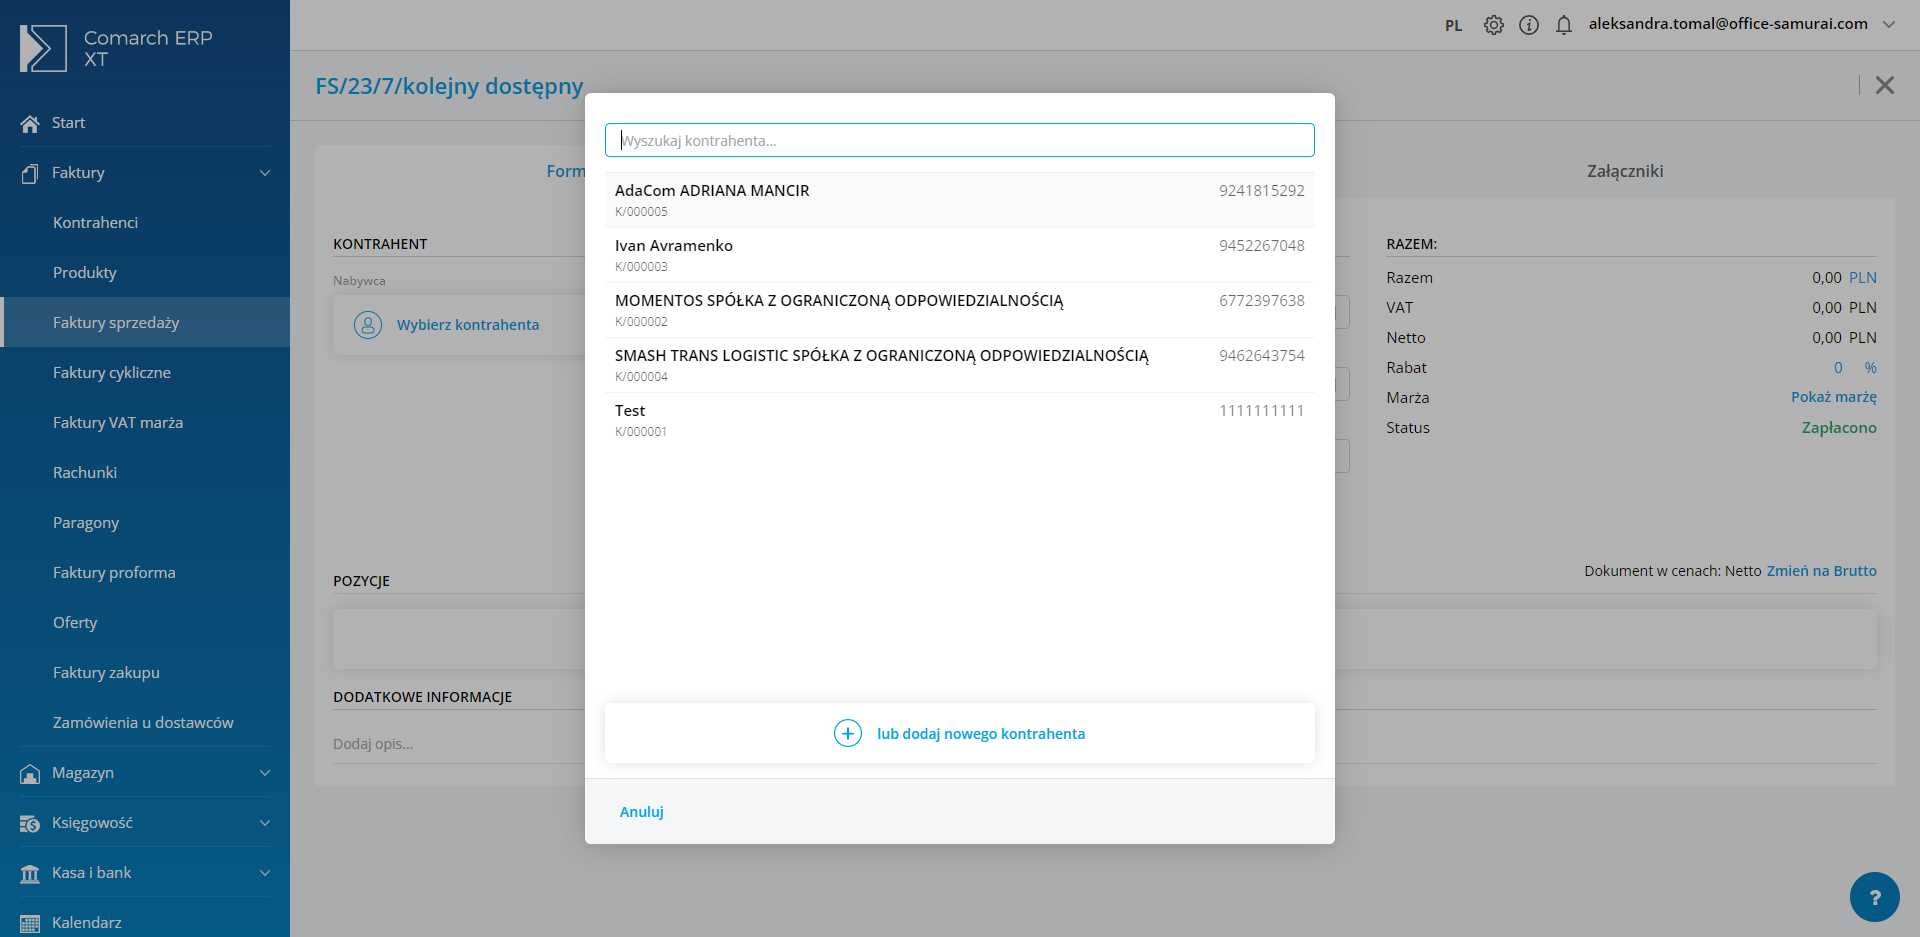 Comarch ERP
XT
Start
Faktury
Kontrahenci
Produkty
Faktury sprzedaży
Faktury cykliczne
Faktury VAT marża
Rachunki
Paragony
Faktury proforma
Oferty
Faktury zakupu
Zamówienia u dostawców
Magazyn
Księgowość
Kasa i bank
Kalendarz
PL
aleksandra.tomal@office-samurai.com
FS/23/7/kolejny dostępny
Form
Załączniki
KONTRAHENT
Nabywca
Wybierz kontrahenta
Wyszukaj kontrahenta...
AdaCom ADRIANA MANCIR 9241815292
K/000005
Ivan Avramenko 9452267048
K/000003
MOMENTOS SPÓŁKA Z OGRANICZONĄ ODPOWIEDZIALNOŚCIĄ 6772397638
K/000002
SMASH TRANS LOGISTIC SPÓŁKA Z OGRANICZONĄ ODPOWIEDZIALNOŚCIĄ 9462643754
K/000004
Test 1111111111
K/000001
lub dodaj nowego kontrahenta
Anuluj
RAZEM:
Razem 0,00 PLN
VAT 0,00 PLN
Netto 0,00 PLN
Rabat 0 %
Marża Pokaż marżę
Status Zapłacono
POZYCJE
Dokument w cenach: Netto Zmień na Brutto
DODATKOWE INFORMACJE
Dodaj opis...
?